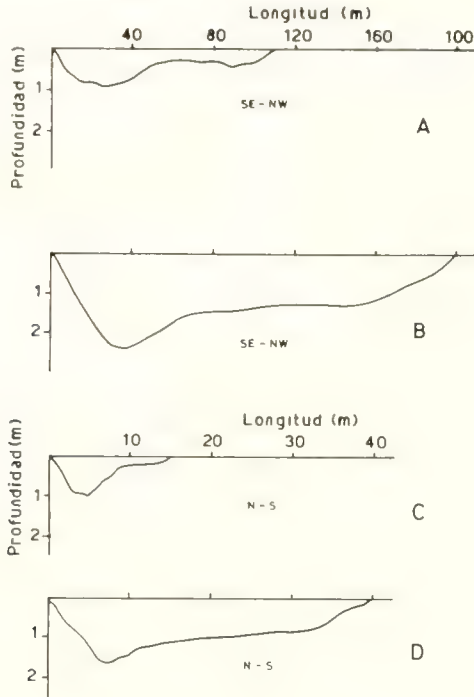 Longitud (m)
40 80 120 160 100
Profundidad (m)
1
2
SE-NW
A
1
2
SE-NW
B
Longitud (m)
10 20 30 40
Profundidad (m)
1
2
N-S
C
1
2
N-S
D